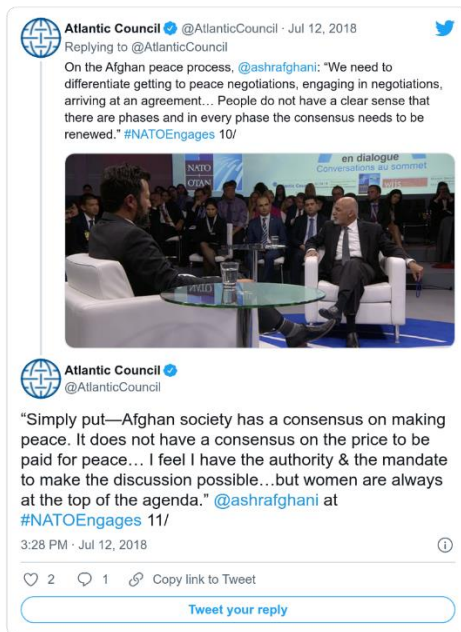 Atlantic Council @AtlanticCouncil · Jul 12, 2018
Replying to @AtlanticCouncil
On the Afghan peace process, @ashrafghani: “We need to
differentiate getting to peace negotiations, engaging in negotiations,
arriving at an agreement… People do not have a clear sense that
there are phases and in every phase the consensus needs to be
renewed.” #NATOEngages 10/
en dialogue
Conversations au sommet
NATO
OTAN
Atlantic Council
@AtlanticCouncil
“Simply put—Afghan society has a consensus on making
peace. It does not have a consensus on the price to be
paid for peace… I feel I have the authority & the mandate
to make the discussion possible…but women are always
at the top of the agenda.” @ashrafghani at
#NATOEngages 11/
3:28 PM · Jul 12, 2018
2 1 Copy link to Tweet
Tweet your reply